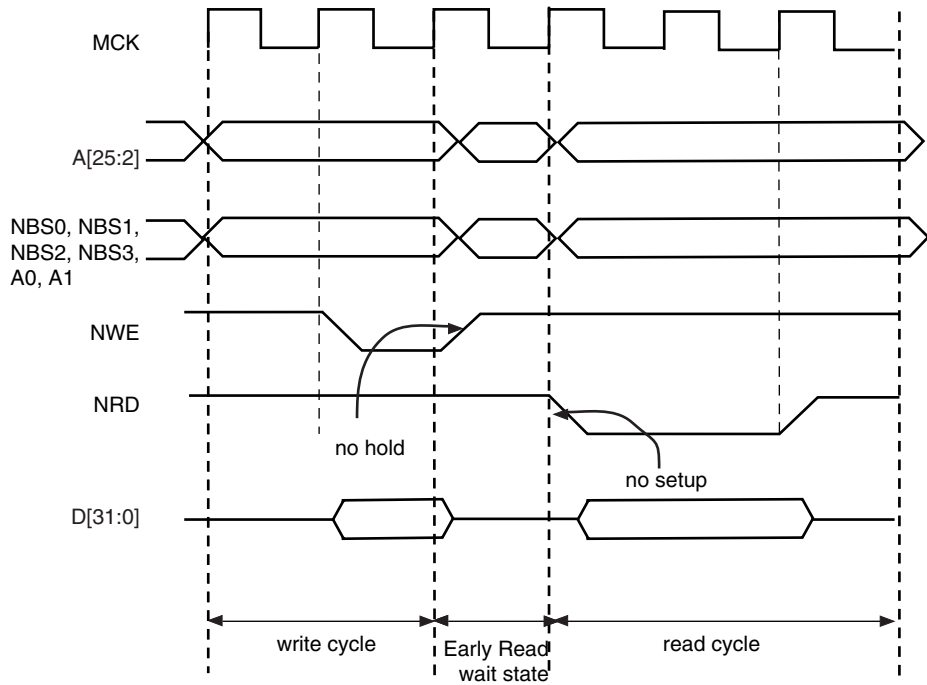 MCK
A[25:2]
NBS0, NBS1,
NBS2, NBS3,
A0, A1
NWE
NRD
no hold
no setup
D[31:0]
write cycle
Early Read
wait state
read cycle